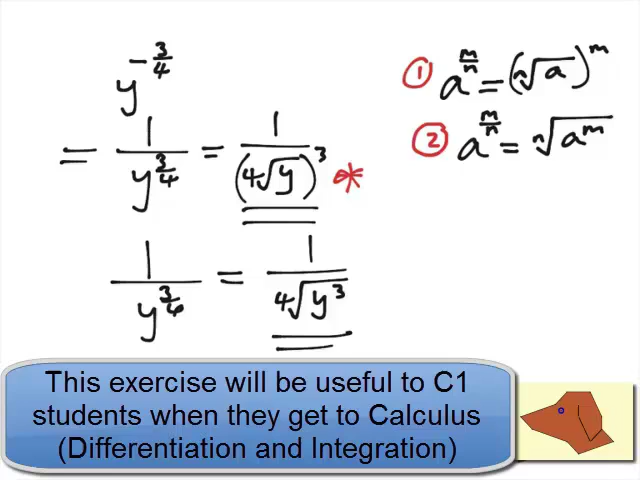 y^{-3/4}
= 1/y^{3/4} = 1/(⁴√y)³ *
1/y^{3/4} = 1/⁴√y³
① a^{m/n} = (ⁿ√a)^m
② a^{m/n} = ⁿ√a^m
This exercise will be useful to C1
students when they get to Calculus
(Differentiation and Integration)